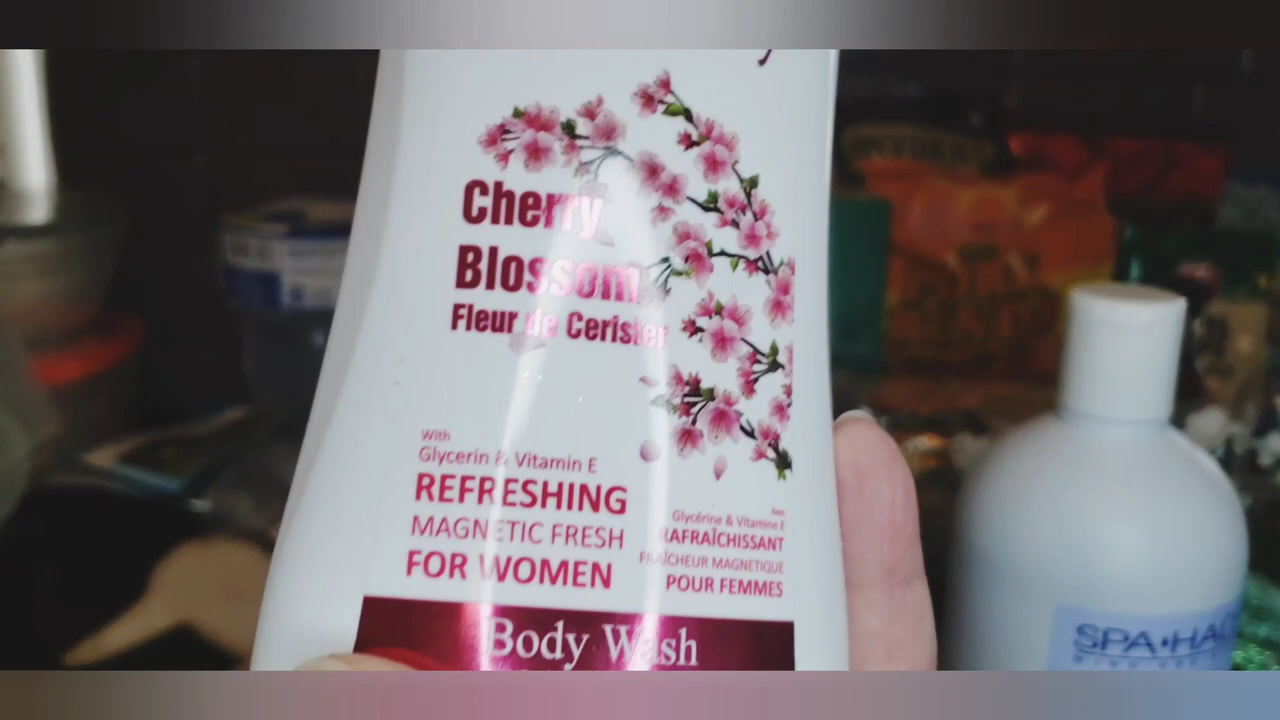 Cherry
Blossom
Fleur de Cerisier
With
Glycerin & Vitamin E
REFRESHING
MAGNETIC FRESH
FOR WOMEN
Avec
Glycérine & Vitamine E
RAFRAÎCHISSANT
FRAÎCHEUR MAGNETIQUE
POUR FEMMES
Body Wash
SPA•HA